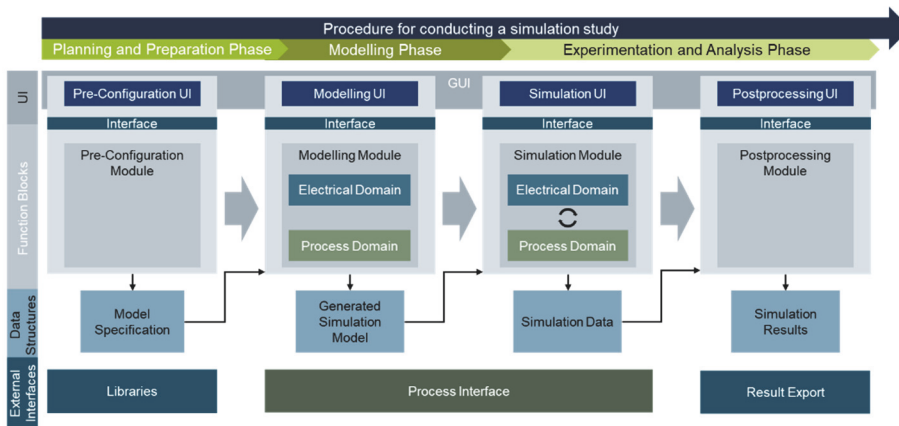 Procedure for conducting a simulation study
Planning and Preparation Phase
Modelling Phase
Experimentation and Analysis Phase
UI
GUI
Pre-Configuration UI
Modelling UI
Simulation UI
Postprocessing UI
Interface
Interface
Interface
Interface
Function Blocks
Pre-Configuration
Module
Modelling Module
Electrical Domain
Process Domain
Simulation Module
Electrical Domain
Process Domain
Postprocessing
Module
Data
Structures
Model
Specification
Generated
Simulation
Model
Simulation Data
Simulation
Results
External
Interfaces
Libraries
Process Interface
Result Export